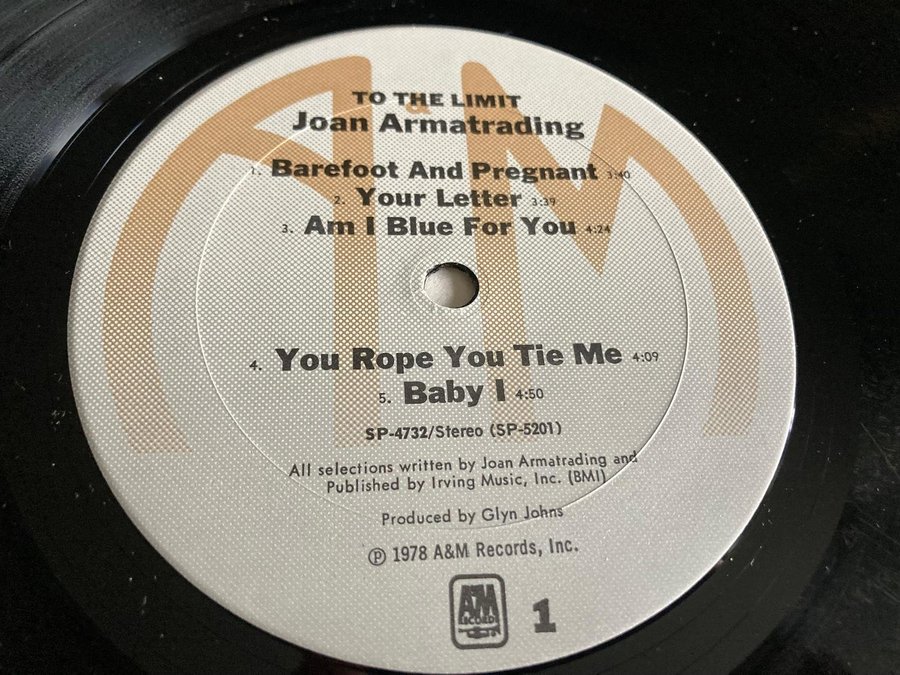 TO THE LIMIT
Joan Armatrading
1. Barefoot And Pregnant 3:40
2. Your Letter 3:39
3. Am I Blue For You 4:24
4. You Rope You Tie Me 4:09
5. Baby I 4:50
SP-4732/Stereo (SP-5201)
All selections written by Joan Armatrading and
Published by Irving Music, Inc. (BMI)
Produced by Glyn Johns
℗ 1978 A&M Records, Inc.
A&M
RECORDS
1